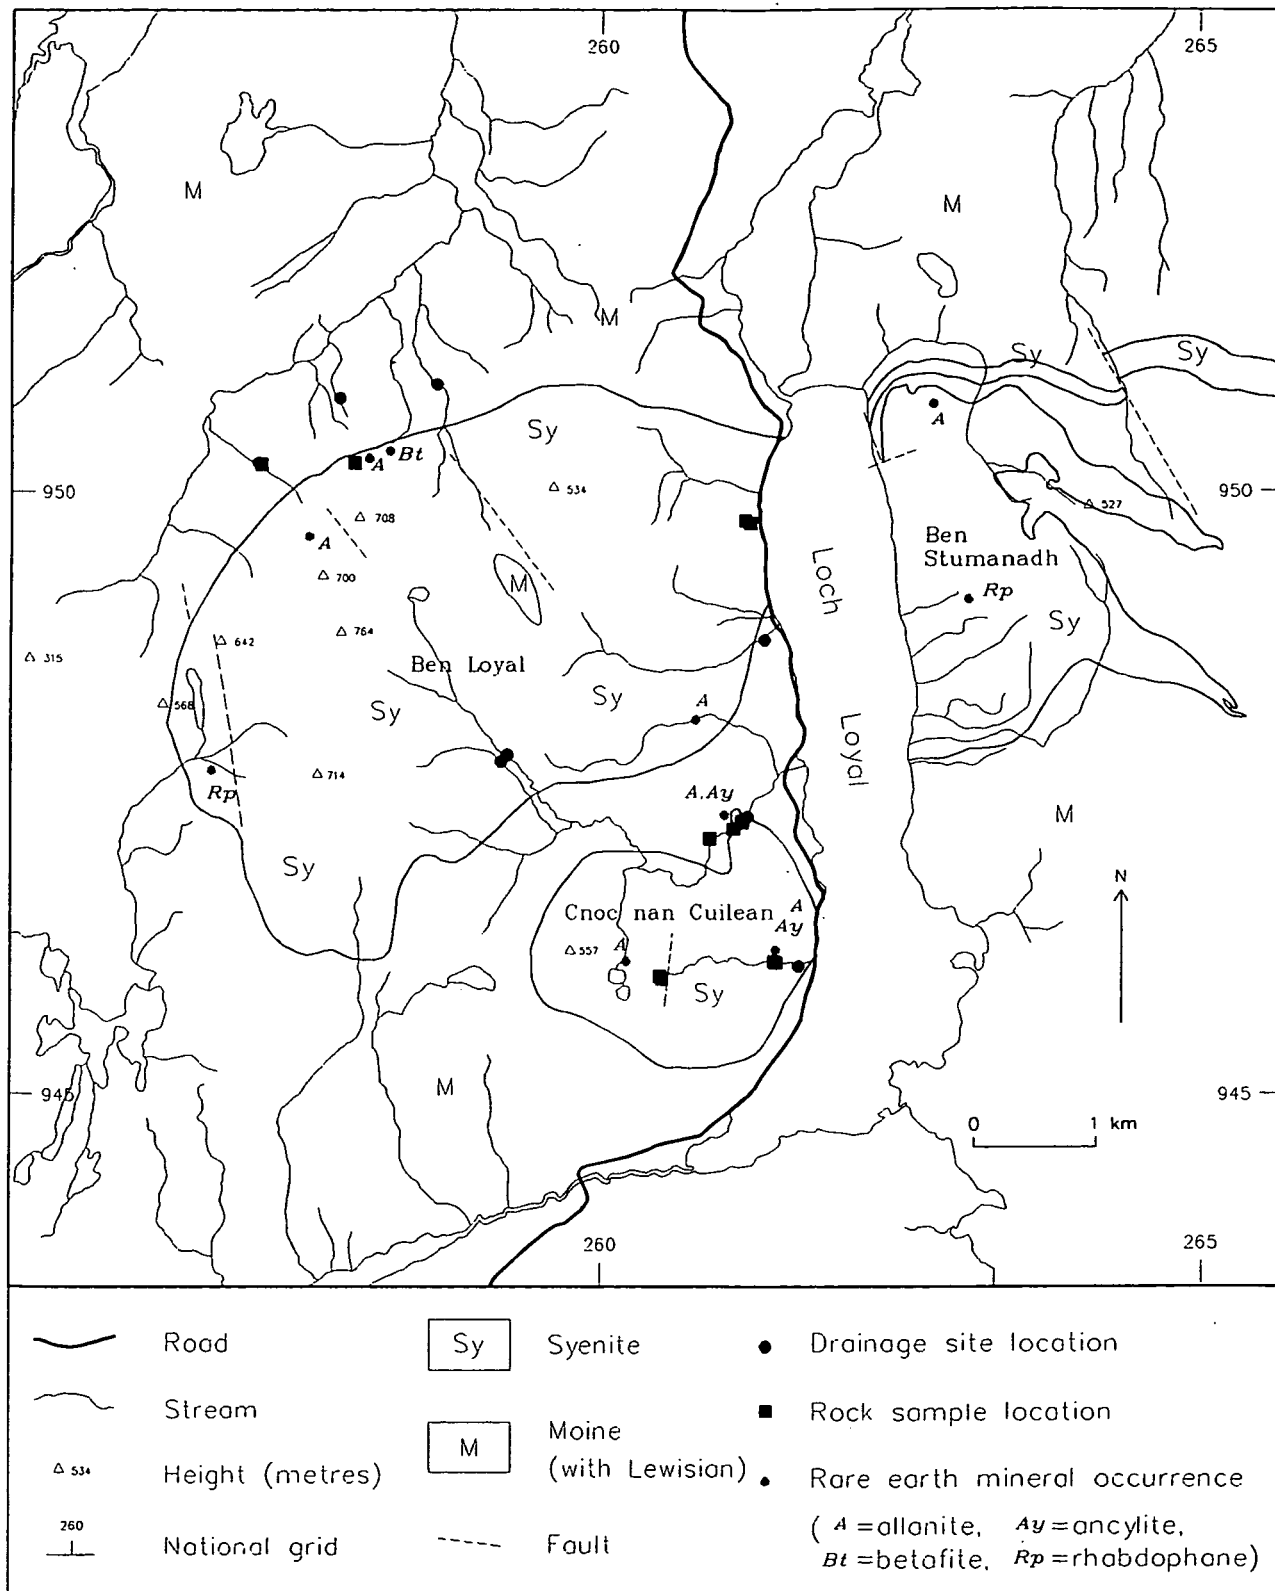 260
265
M
M
M
Sy
Sy
Sy
A
Bt
A
950
534
950
527
708
A
700
M
Ben
Stumanadh
Loch
Rp
764
642
315
Sy
Ben Loyal
Sy
Sy
568
A
Loyal
714
Rp
A,Ay
M
Sy
N
Cnoc nan Cuilean
A
Ay
557
A
Sy
M
945
945
0 1 km
260
265
Road
Sy Syenite
Drainage site location
Stream
Rock sample location
M Moine
(with Lewisian)
534 Height (metres)
Rare earth mineral occurrence
( A =allanite, Ay =ancylite,
Bt =betafite, Rp =rhabdophane)
260 National grid
Fault